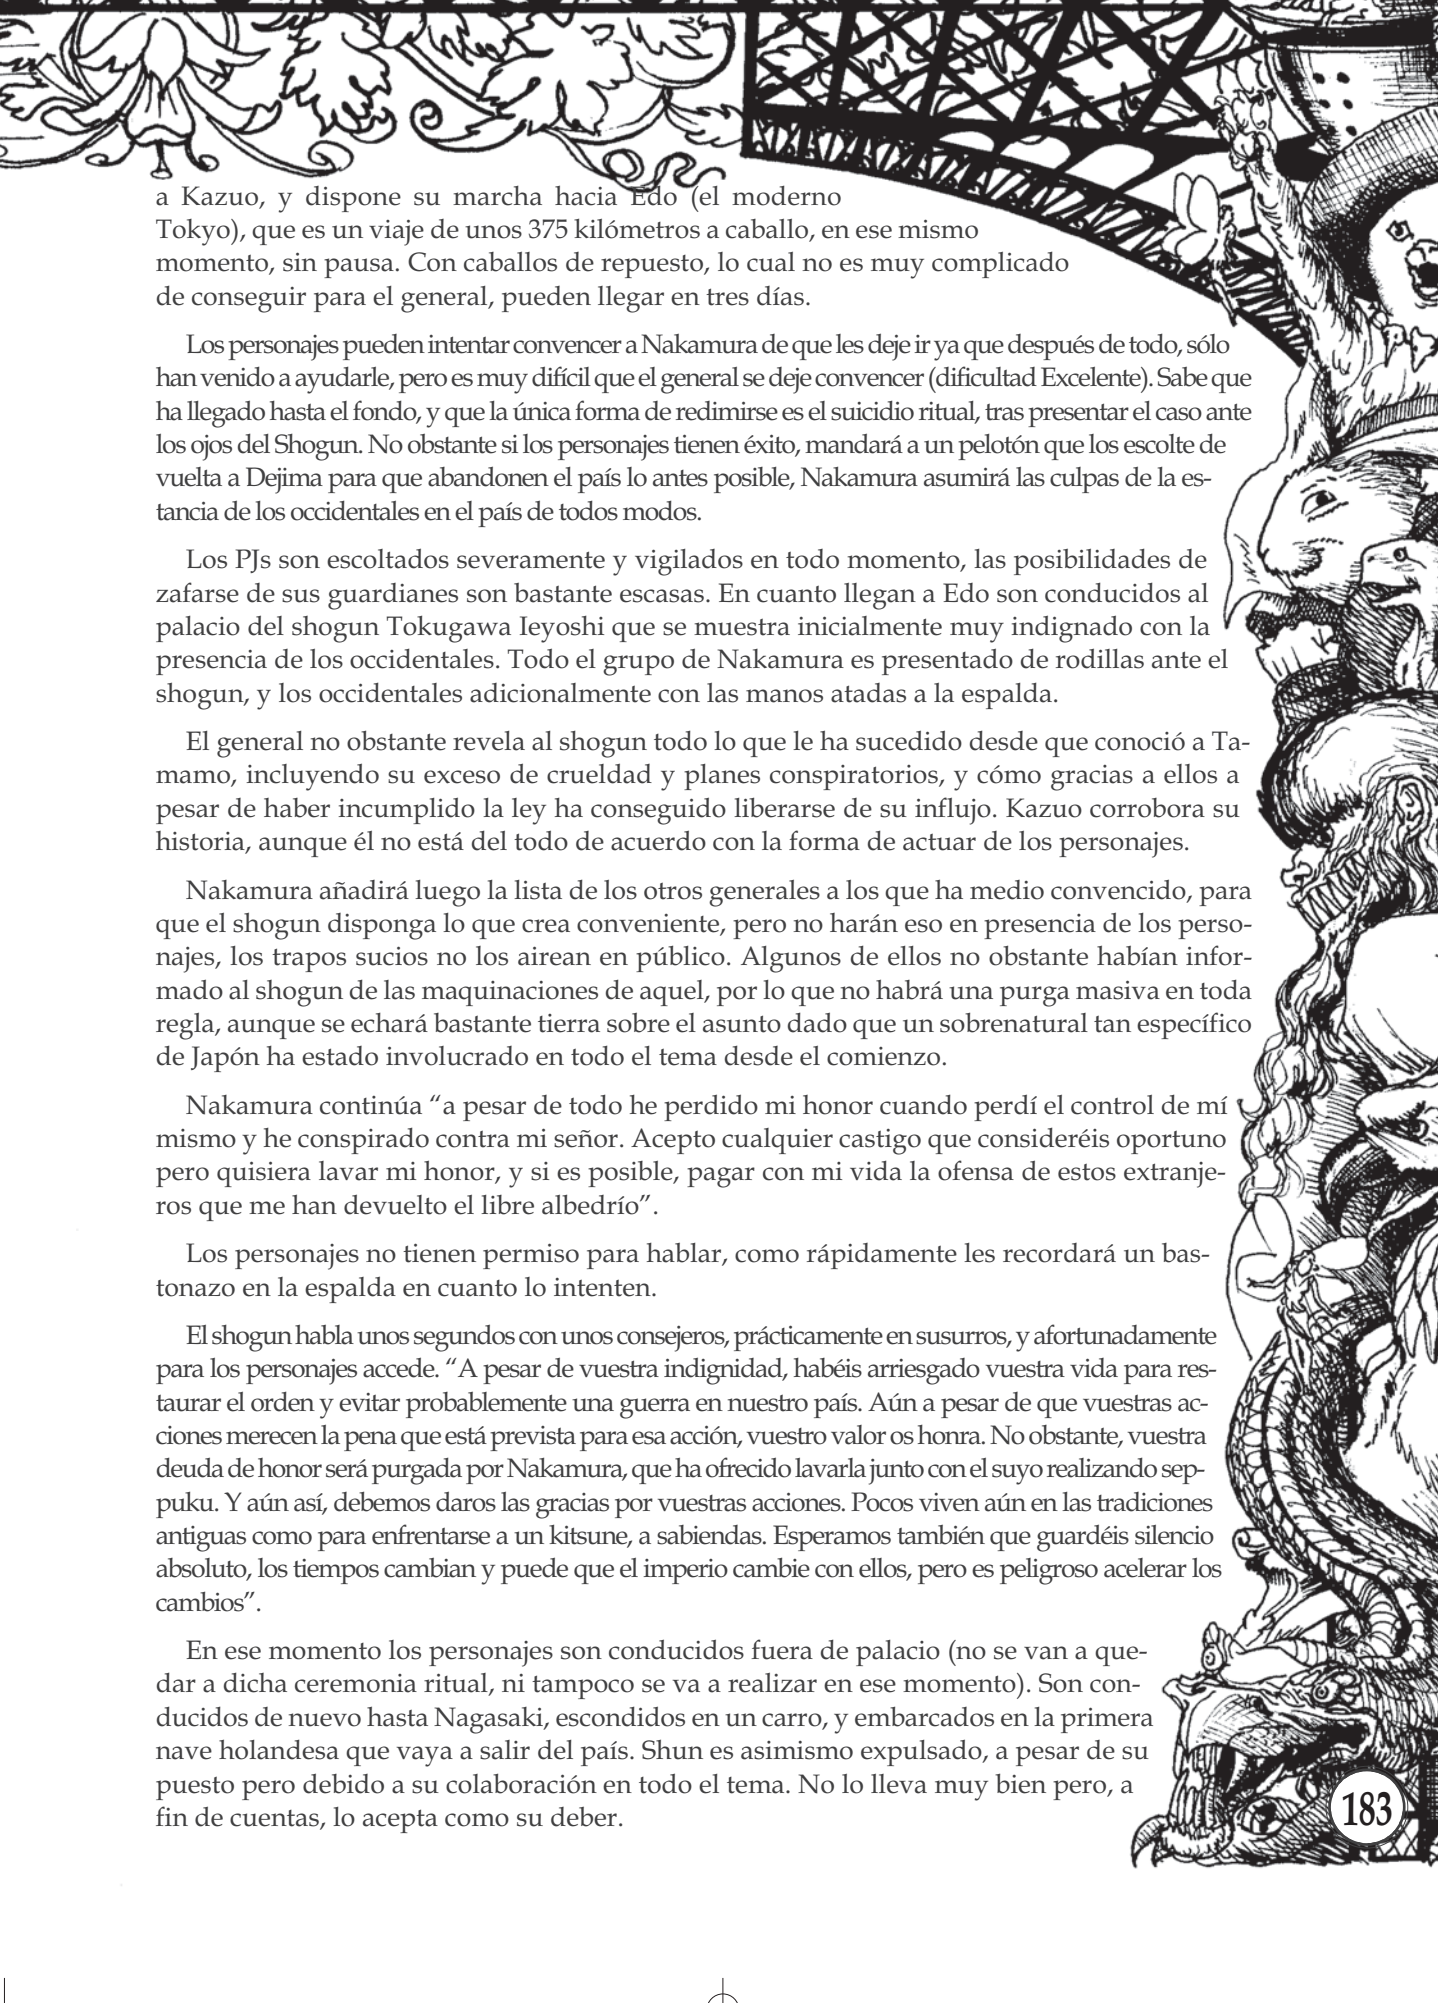 a Kazuo, y dispone su marcha hacia Edo (el moderno
Tokyo), que es un viaje de unos 375 kilómetros a caballo, en ese mismo
momento, sin pausa. Con caballos de repuesto, lo cual no es muy complicado
de conseguir para el general, pueden llegar en tres días.
Los personajes pueden intentar convencer a Nakamura de que les deje ir ya que después de todo, sólo
han venido a ayudarle, pero es muy difícil que el general se deje convencer (dificultad Excelente). Sabe que
ha llegado hasta el fondo, y que la única forma de redimirse es el suicidio ritual, tras presentar el caso ante
los ojos del Shogun. No obstante si los personajes tienen éxito, mandará a un pelotón que los escolte de
vuelta a Dejima para que abandonen el país lo antes posible, Nakamura asumirá las culpas de la es-
tancia de los occidentales en el país de todos modos.
Los PJs son escoltados severamente y vigilados en todo momento, las posibilidades de
zafarse de sus guardianes son bastante escasas. En cuanto llegan a Edo son conducidos al
palacio del shogun Tokugawa Ieyoshi que se muestra inicialmente muy indignado con la
presencia de los occidentales. Todo el grupo de Nakamura es presentado de rodillas ante el
shogun, y los occidentales adicionalmente con las manos atadas a la espalda.
El general no obstante revela al shogun todo lo que le ha sucedido desde que conoció a Ta-
mamo, incluyendo su exceso de crueldad y planes conspiratorios, y cómo gracias a ellos a
pesar de haber incumplido la ley ha conseguido liberarse de su influjo. Kazuo corrobora su
historia, aunque él no está del todo de acuerdo con la forma de actuar de los personajes.
Nakamura añadirá luego la lista de los otros generales a los que ha medio convencido, para
que el shogun disponga lo que crea conveniente, pero no harán eso en presencia de los perso-
najes, los trapos sucios no los airean en público. Algunos de ellos no obstante habían infor-
mado al shogun de las maquinaciones de aquel, por lo que no habrá una purga masiva en toda
regla, aunque se echará bastante tierra sobre el asunto dado que un sobrenatural tan específico
de Japón ha estado involucrado en todo el tema desde el comienzo.
Nakamura continúa “a pesar de todo he perdido mi honor cuando perdí el control de mí
mismo y he conspirado contra mi señor. Acepto cualquier castigo que consideréis oportuno
pero quisiera lavar mi honor, y si es posible, pagar con mi vida la ofensa de estos extranje-
ros que me han devuelto el libre albedrío”.
Los personajes no tienen permiso para hablar, como rápidamente les recordará un bas-
tonazo en la espalda en cuanto lo intenten.
El shogun habla unos segundos con unos consejeros, prácticamente en susurros, y afortunadamente
para los personajes accede. “A pesar de vuestra indignidad, habéis arriesgado vuestra vida para res-
taurar el orden y evitar probablemente una guerra en nuestro país. Aún a pesar de que vuestras ac-
ciones merecen la pena que está prevista para esa acción, vuestro valor os honra. No obstante, vuestra
deuda de honor será purgada por Nakamura, que ha ofrecido lavarla junto con el suyo realizando sep-
puku. Y aún así, debemos daros las gracias por vuestras acciones. Pocos viven aún en las tradiciones
antiguas como para enfrentarse a un kitsune, a sabiendas. Esperamos también que guardéis silencio
absoluto, los tiempos cambian y puede que el imperio cambie con ellos, pero es peligroso acelerar los
cambios”.
En ese momento los personajes son conducidos fuera de palacio (no se van a que-
dar a dicha ceremonia ritual, ni tampoco se va a realizar en ese momento). Son con-
ducidos de nuevo hasta Nagasaki, escondidos en un carro, y embarcados en la primera
nave holandesa que vaya a salir del país. Shun es asimismo expulsado, a pesar de su
puesto pero debido a su colaboración en todo el tema. No lo lleva muy bien pero, a
fin de cuentas, lo acepta como su deber.
183